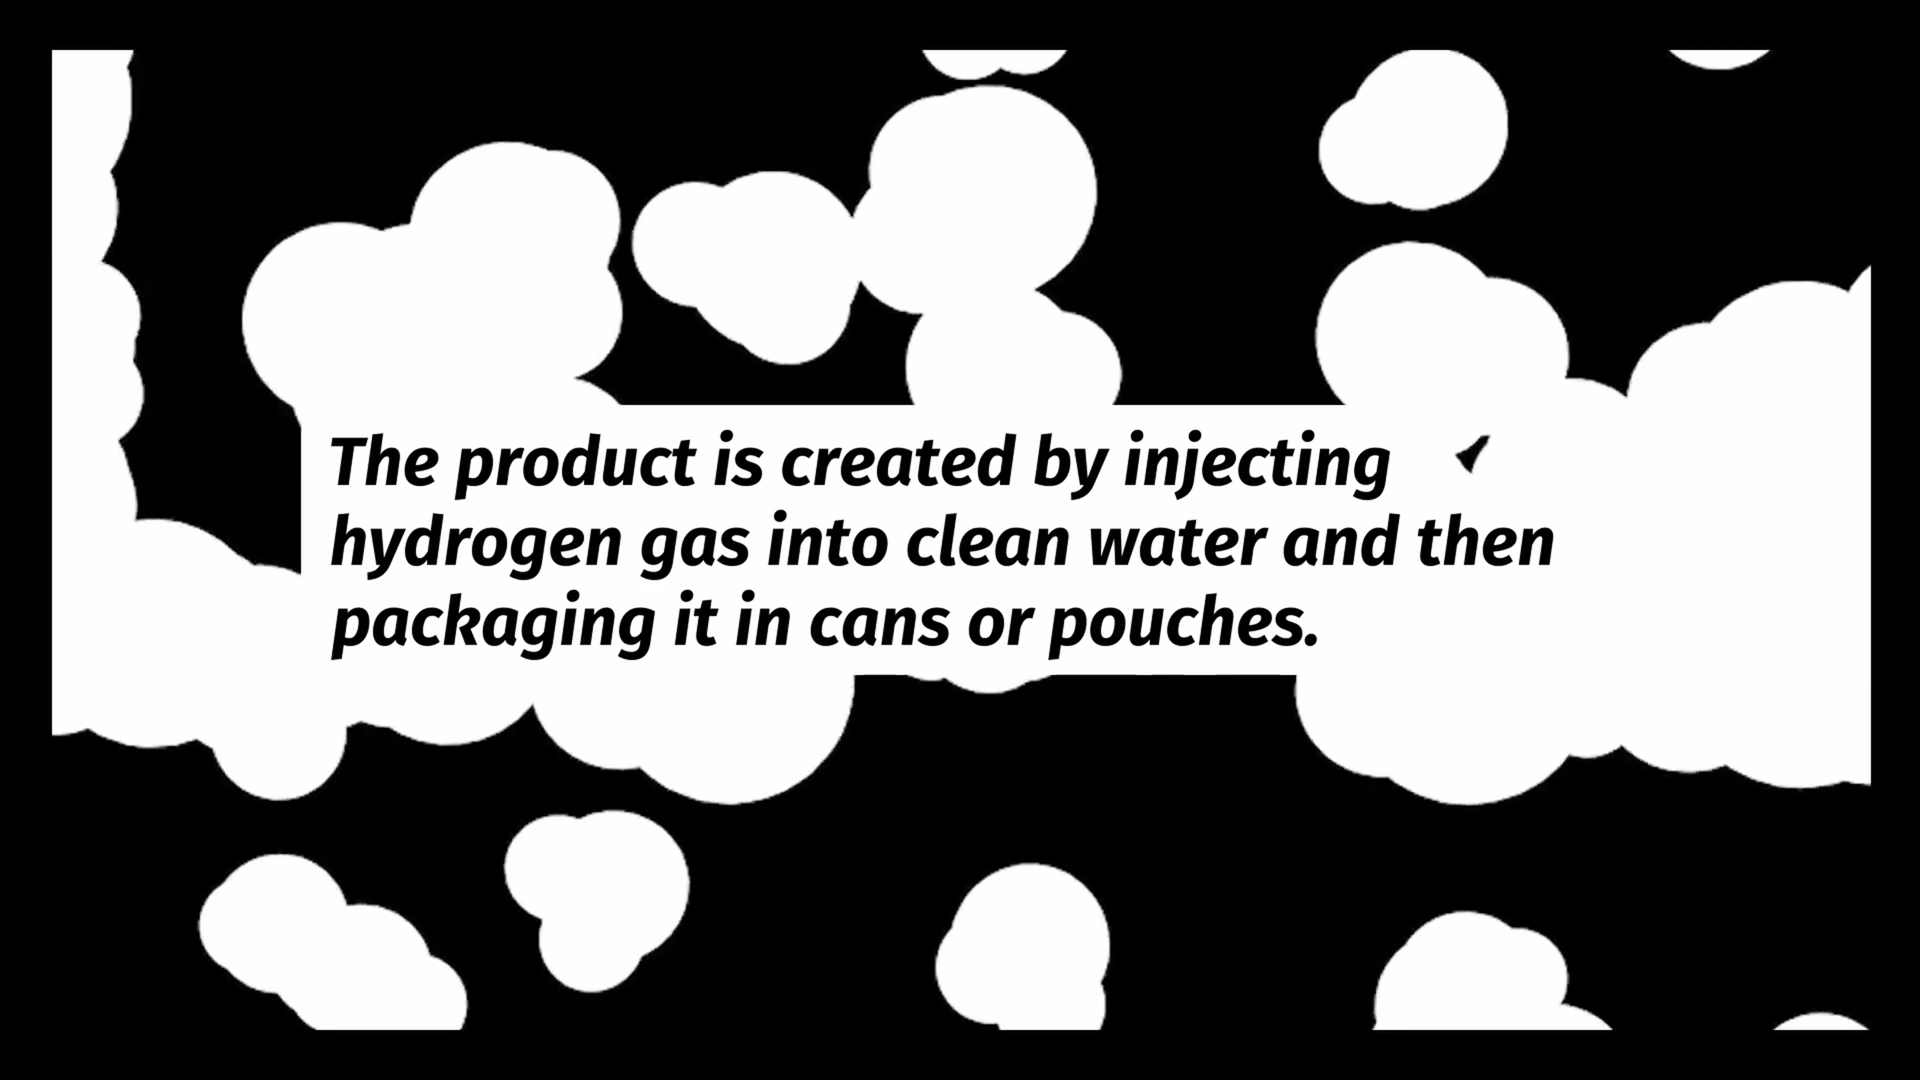 The product is created by injecting
hydrogen gas into clean water and then
packaging it in cans or pouches.